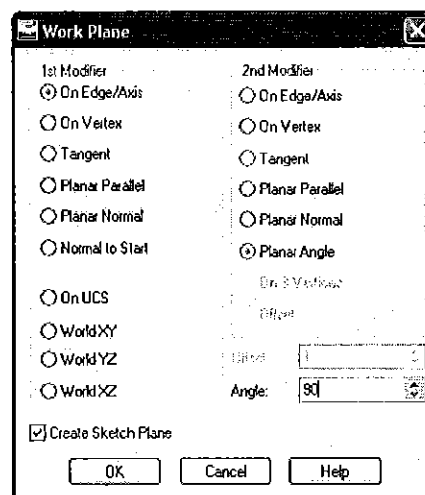 Work Plane
1st Modifier
On Edge/Axis
On Vertex
Tangent
Planar Parallel
Planar Normal
Normal to Start
On UCS
World XY
World YZ
World XZ
2nd Modifier
On Edge/Axis
On Vertex
Tangent
Planar Parallel
Planar Normal
Planar Angle
On 3 Vertices
Offset
Offset
Angle: 90
Create Sketch Plane
OK Cancel Help